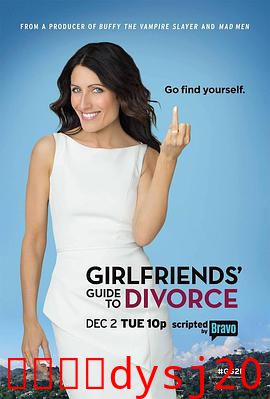 FROM A PRODUCER OF BUFFY THE VAMPIRE SLAYER AND MAD MEN
Go find yourself.
GIRLFRIENDS'
GUIDE
TO DIVORCE
DEC 2 TUE 10p scripted by Bravo
dysj20